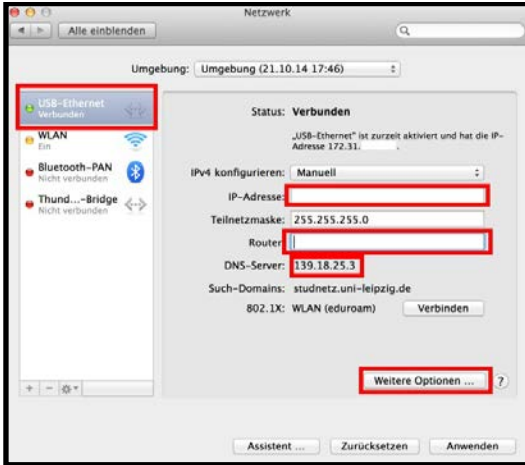 Netzwerk
Alle einblenden
Umgebung: Umgebung (21.10.14 17:46)
USB-Ethernet
Verbunden
WLAN
Ein
Bluetooth-PAN
Nicht verbunden
Thund...-Bridge
Nicht verbunden
Status: Verbunden
„USB-Ethernet" ist zurzeit aktiviert und hat die IP-
Adresse 172.31. .
IPv4 konfigurieren: Manuell
IP-Adresse:
Teilnetzmaske: 255.255.255.0
Router:
DNS-Server: 139.18.25.3
Such-Domains: studnetz.uni-leipzig.de
802.1X: WLAN (eduroam) Verbinden
Weitere Optionen ... ?
Assistent ... Zurücksetzen Anwenden